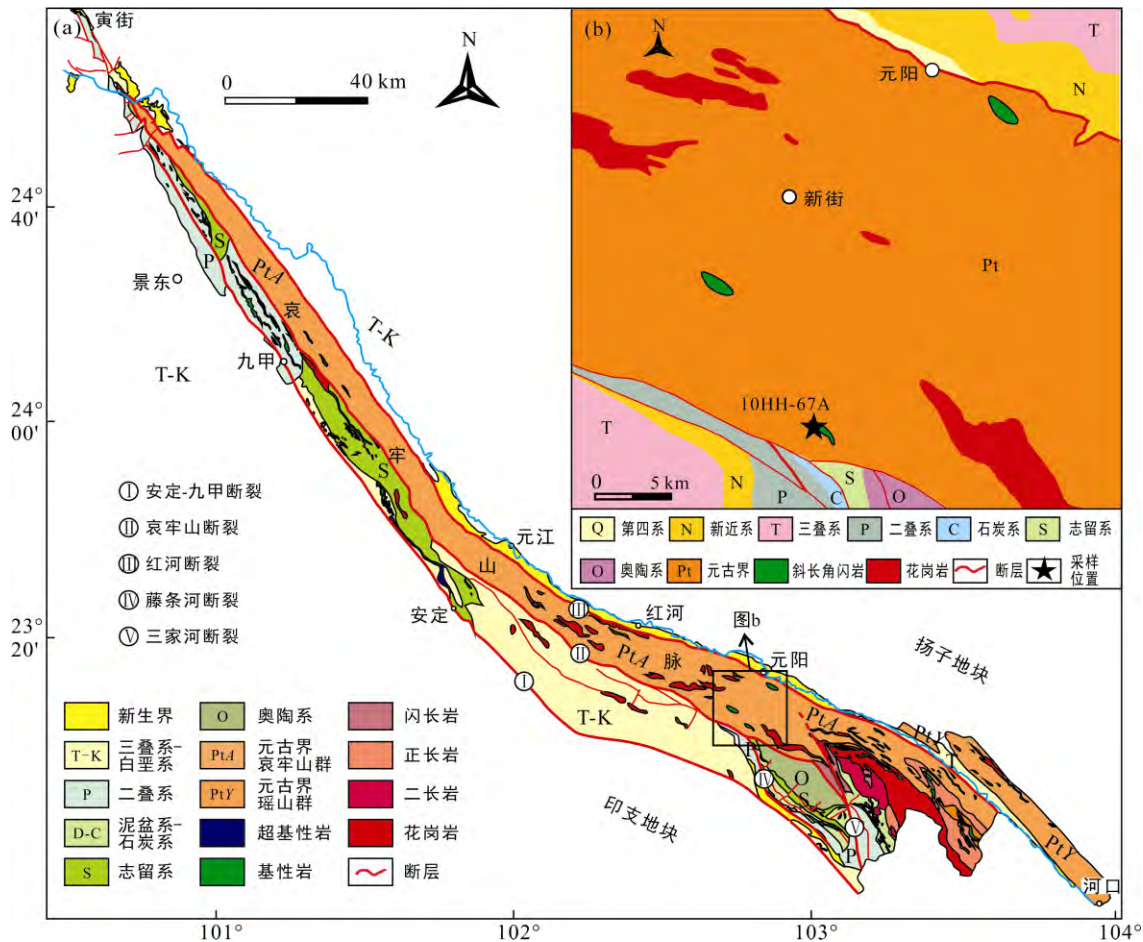 (a)
寅街
N
0 40 km
24°
40'
S
P
PtA
哀
景东
T-K
九甲
T-K
24°
00'
S
牢
Ⅰ 安定-九甲断裂
Ⅱ 哀牢山断裂
Ⅲ 红河断裂
Ⅳ 藤条河断裂
Ⅴ 三家河断裂
元江
山
安定
23°
20'
Ⅲ
红河
图b
Ⅱ
PtA
脉
元阳
扬子地块
Ⅰ
T-K
PtA
P
Ⅳ
O
S
Ⅴ
P
印支地块
PtY
河口
新生界
O 奥陶系
闪长岩
T-K 三叠系-
白垩系
PtA 元古界
哀牢山群
正长岩
P 二叠系
PtY 元古界
瑶山群
二长岩
D-C 泥盆系-
石炭系
超基性岩
花岗岩
S 志留系
基性岩
断层
101°
102°
103°
104°
(b)
N
T
元阳
N
新街
Pt
10HH-67A
T
N
P
C
S
O
0 5 km
Q 第四系
N 新近系
T 三叠系
P 二叠系
C 石炭系
S 志留系
O 奥陶系
Pt 元古界
斜长角闪岩
花岗岩
断层
采样
位置